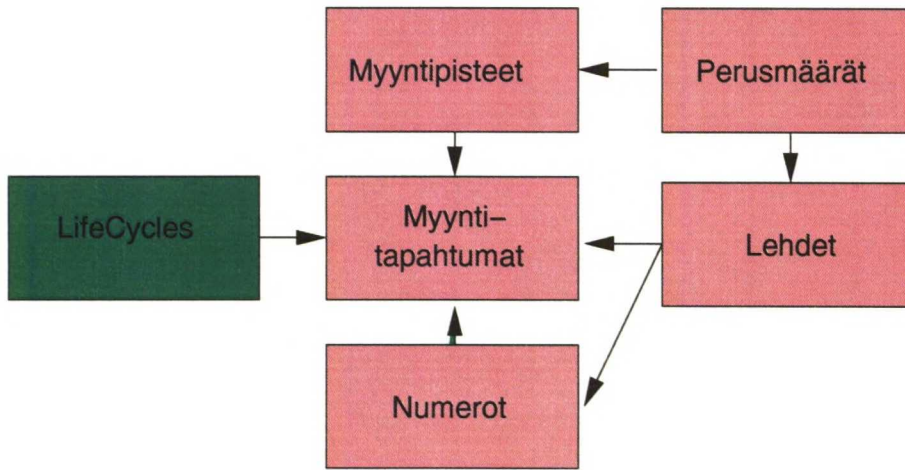 Myyntipisteet
Perusmäärät
LifeCycles
Myynti–
tapahtumat
Lehdet
Numerot